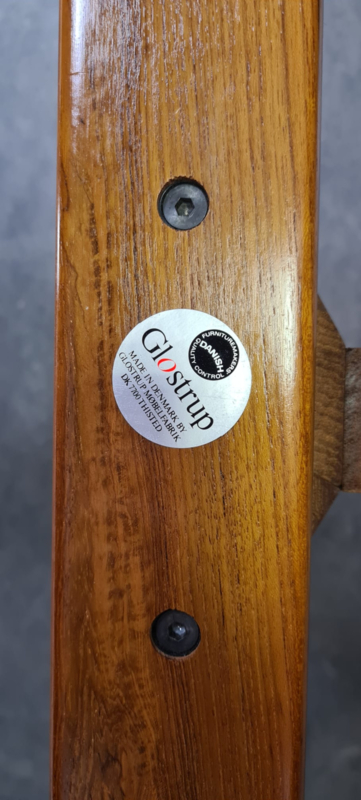 Glostrup
MADE IN DENMARK BY
GLOSTRUP MØBELFABRIK
DK 7700 THISTED
FURNITUREMAKERS'
DANISH
QUALITY CONTROL